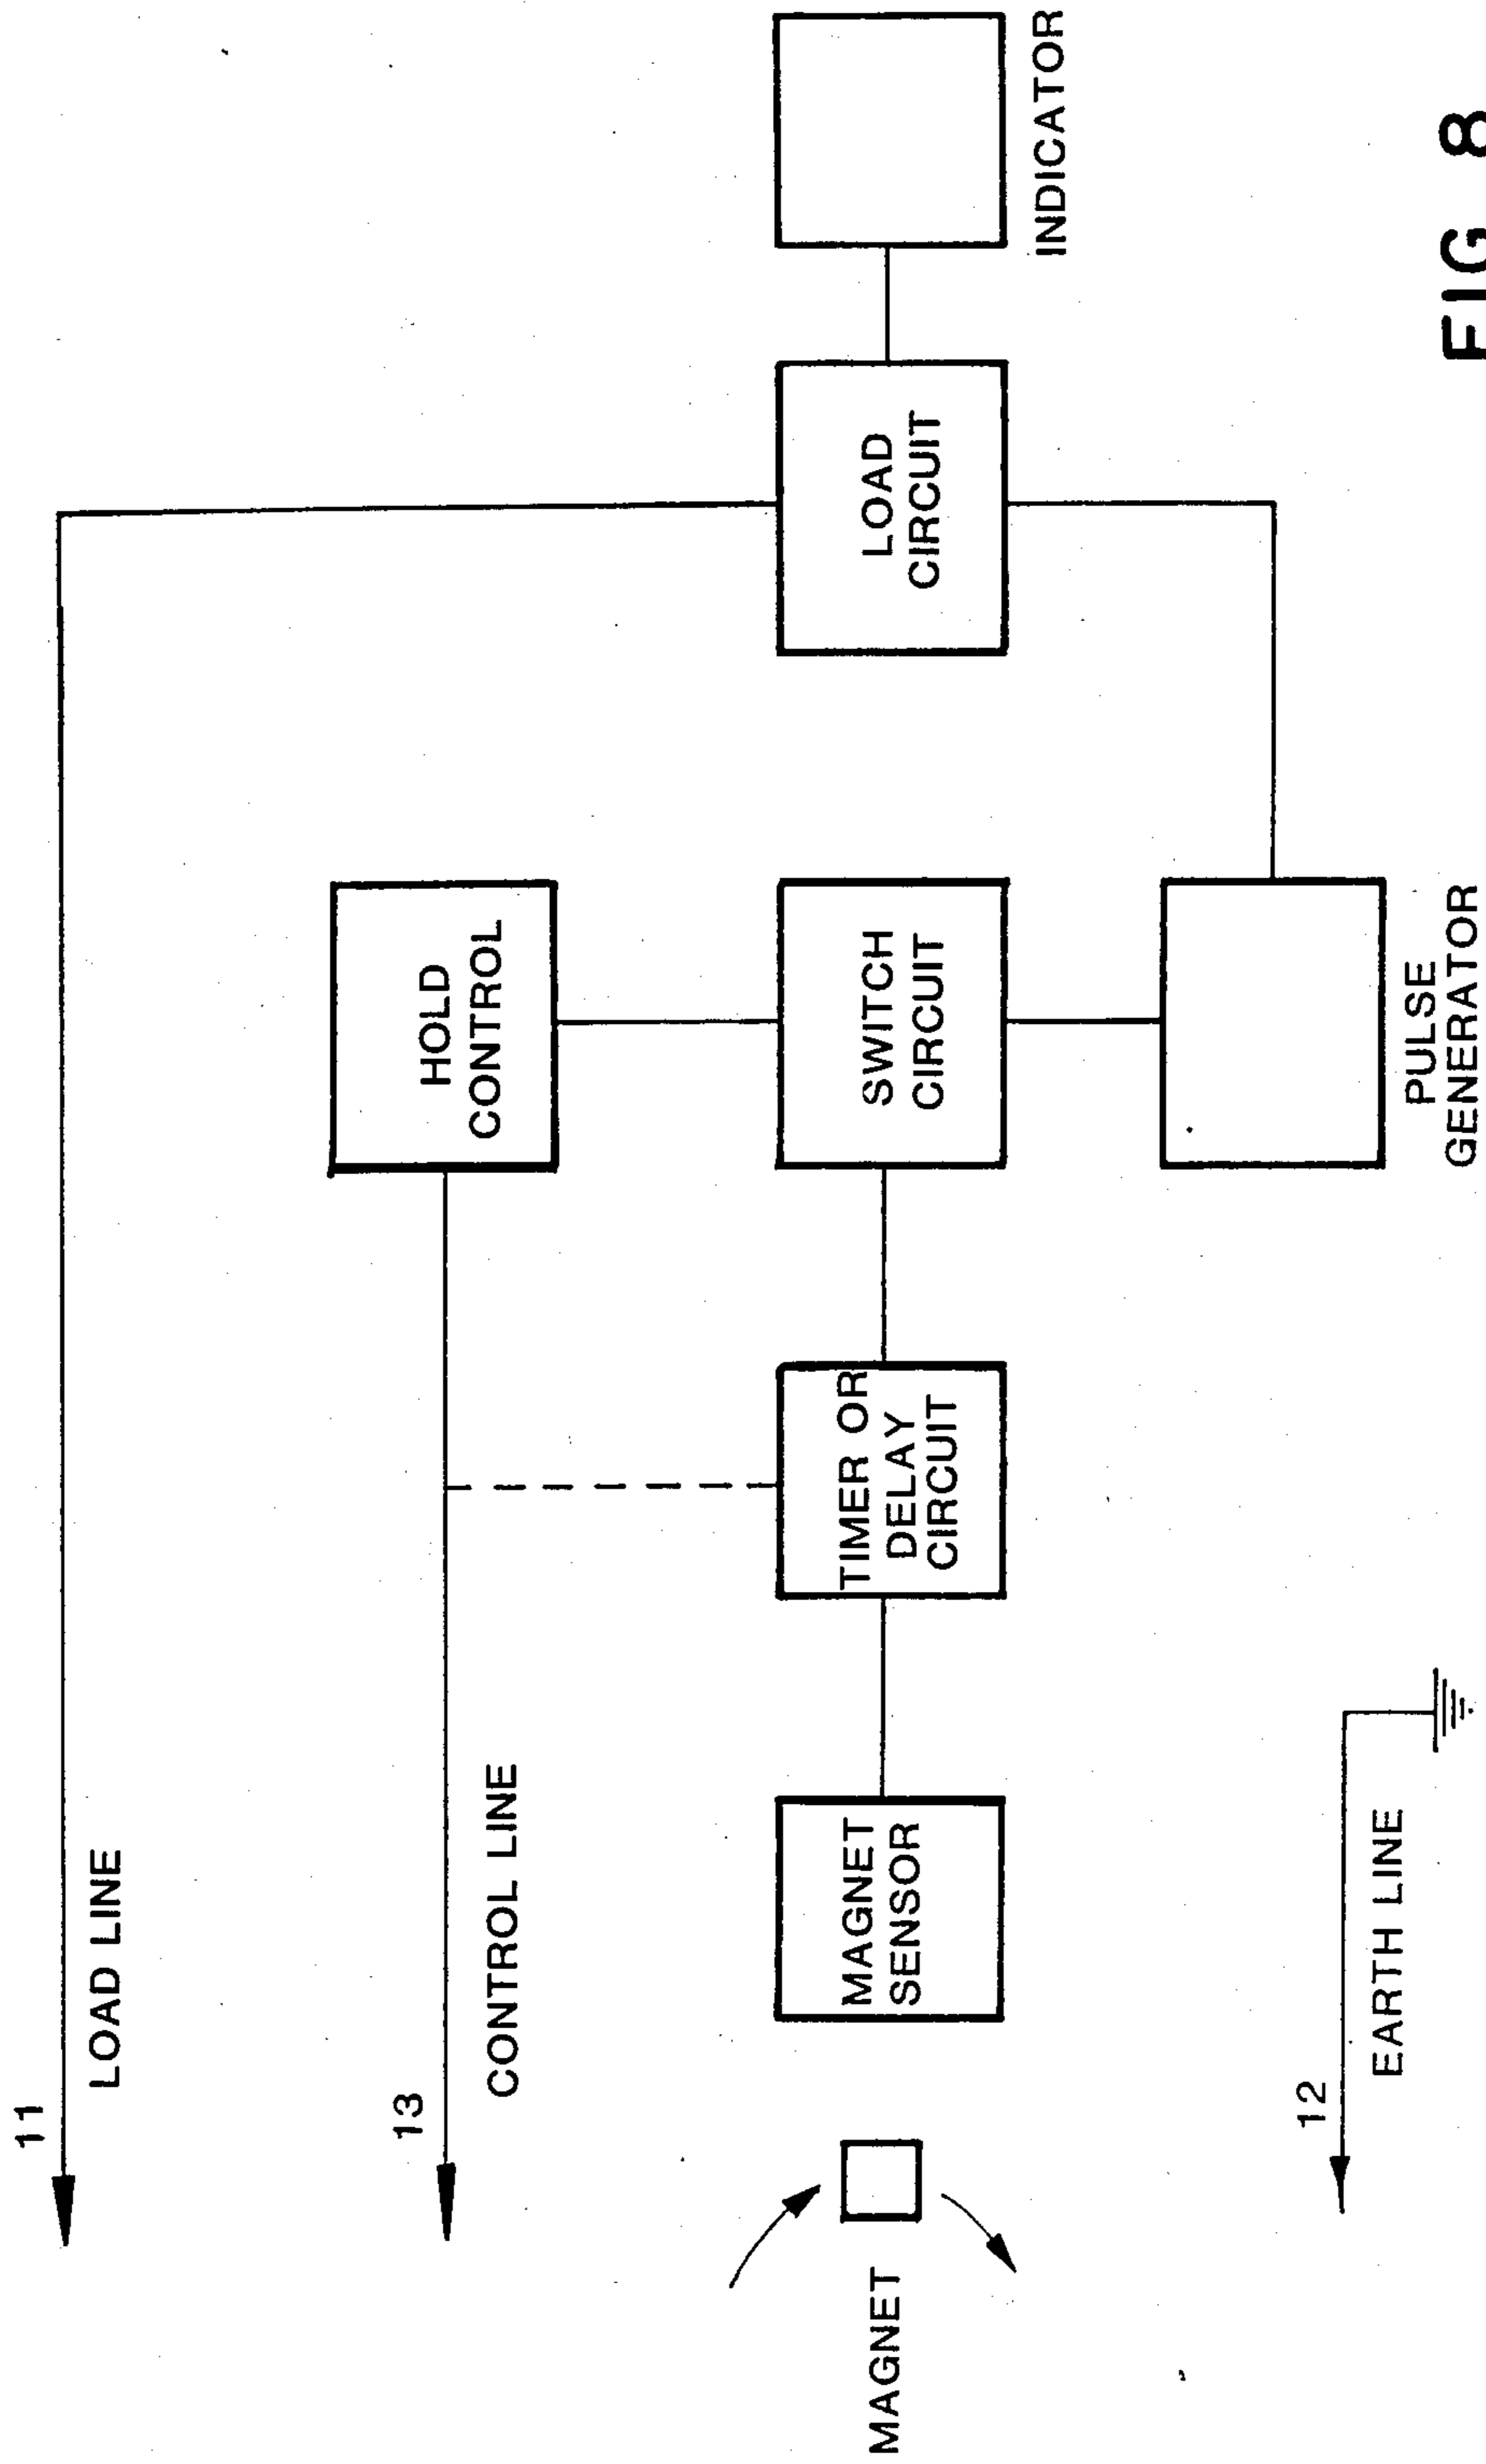 11
LOAD LINE
13
CONTROL LINE
HOLD
CONTROL
MAGNET
MAGNET
SENSOR
TIMER OR
DELAY
CIRCUIT
SWITCH
CIRCUIT
LOAD
CIRCUIT
INDICATOR
12
EARTH LINE
PULSE
GENERATOR
FIG 8